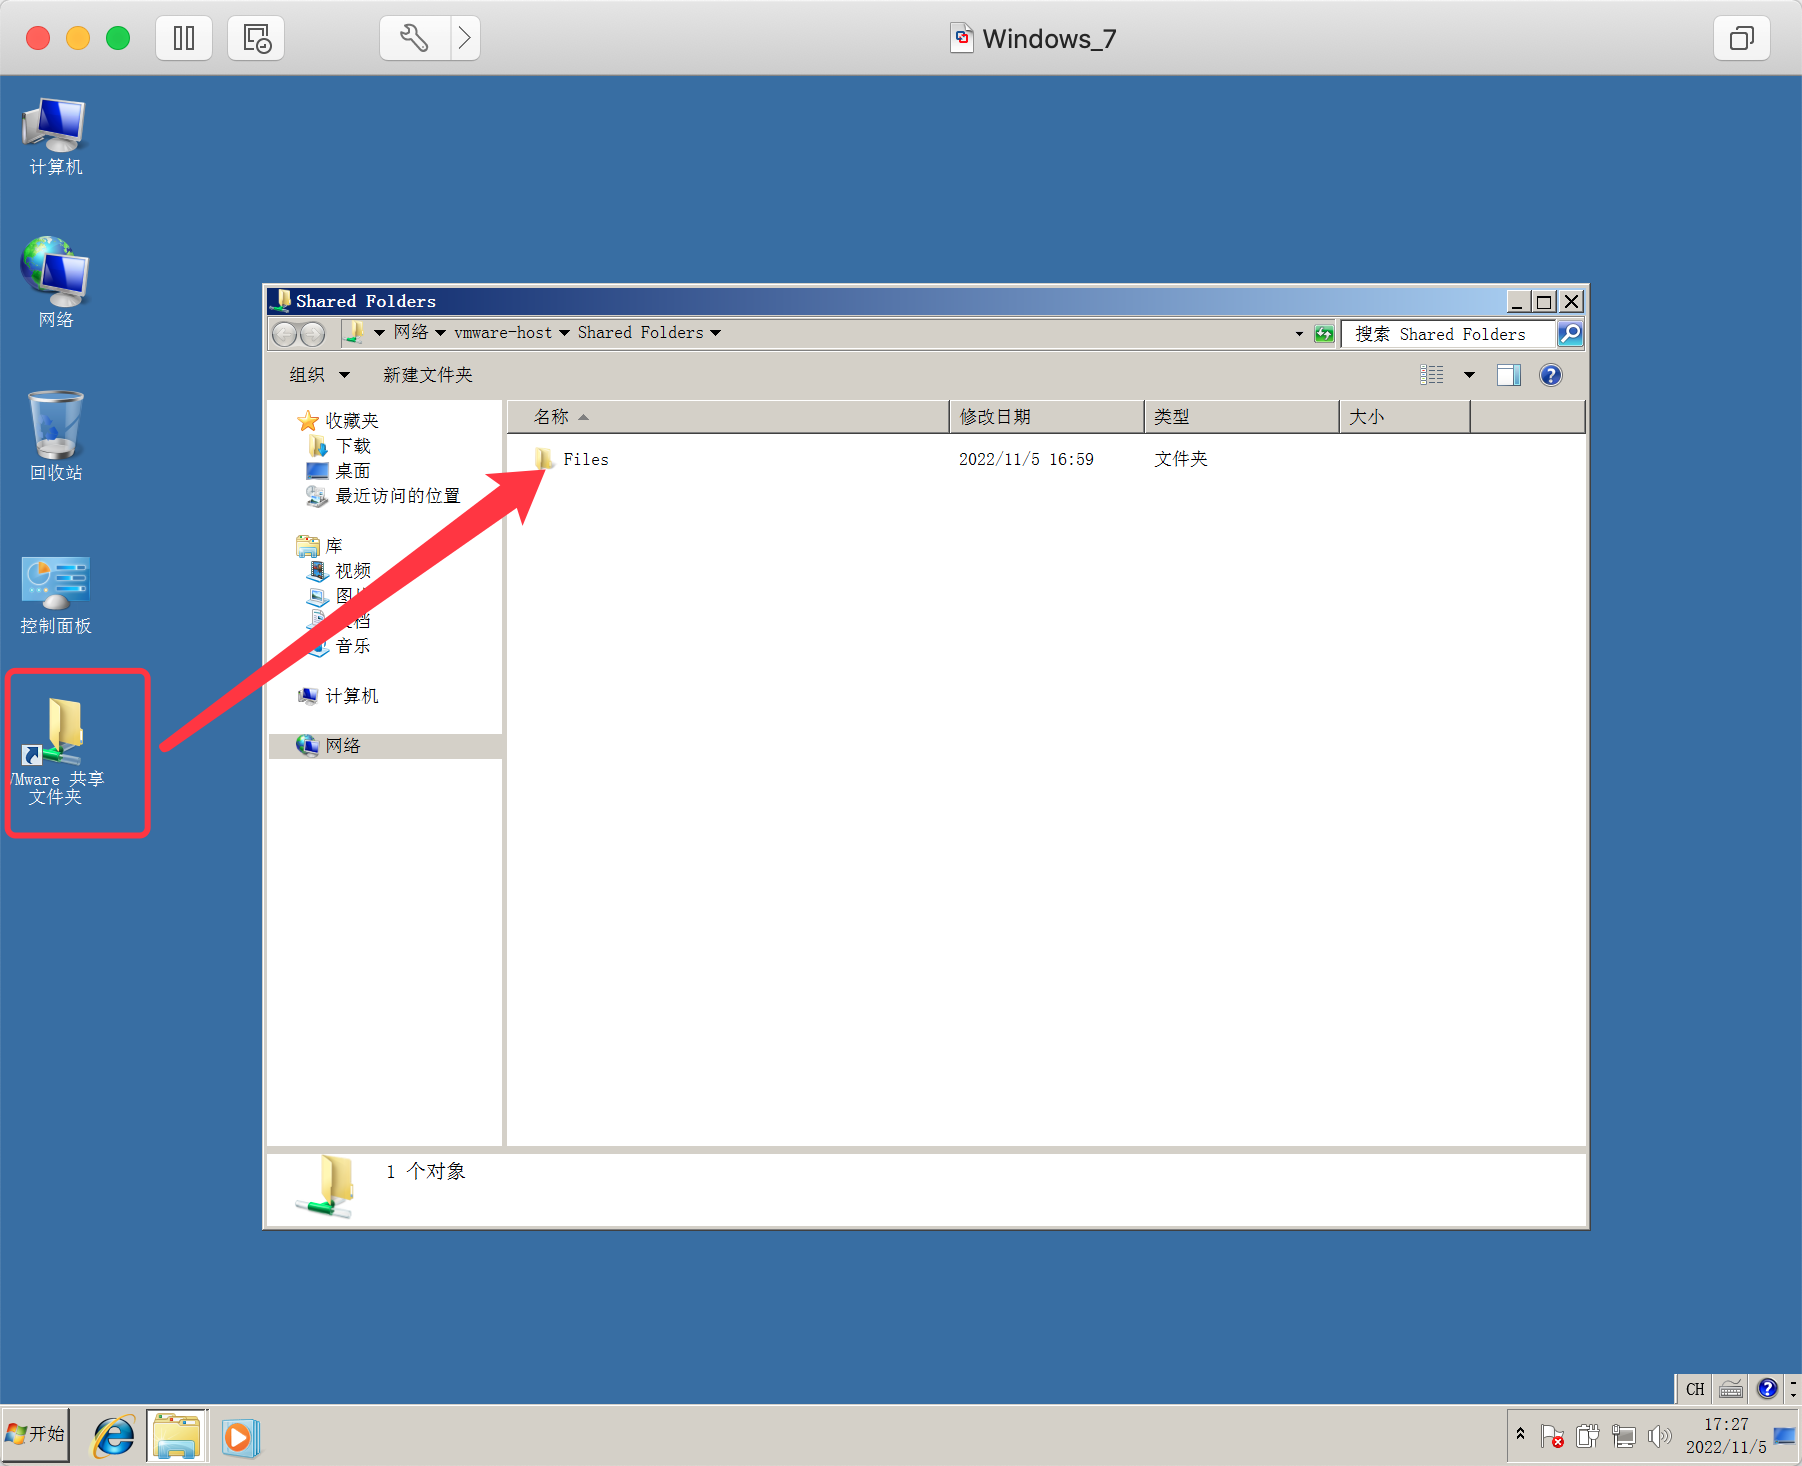 Windows_7
计算机
网络
回收站
控制面板
VMware 共享
文件夹
Shared Folders
网络 vmware-host Shared Folders
搜索 Shared Folders
组织 新建文件夹
名称 修改日期 类型 大小
Files 2022/11/5 16:59 文件夹
收藏夹
下载
桌面
最近访问的位置
库
视频
音乐
计算机
网络
1 个对象
CH
开始
17:27
2022/11/5